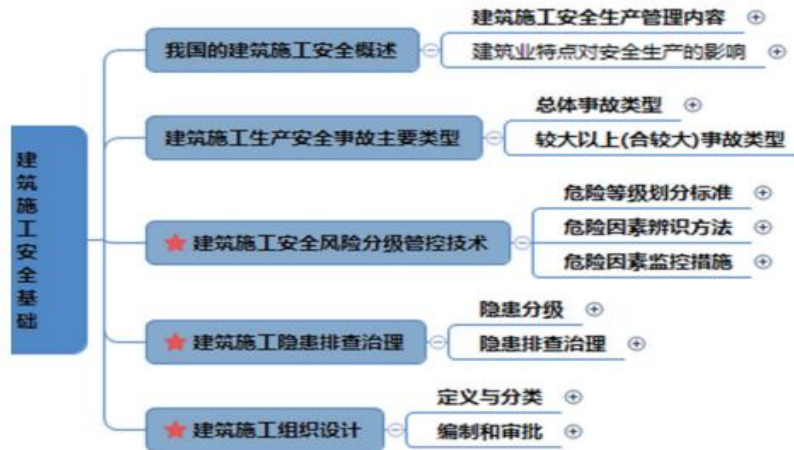 建筑施工安全基础
我国的建筑施工安全概述
建筑施工安全生产管理内容
建筑业特点对安全生产的影响
建筑施工生产安全事故主要类型
总体事故类型
较大以上(合较大)事故类型
建筑施工安全风险分级管控技术
危险等级划分标准
危险因素辨识方法
危险因素监控措施
建筑施工隐患排查治理
隐患分级
隐患排查治理
建筑施工组织设计
定义与分类
编制和审批